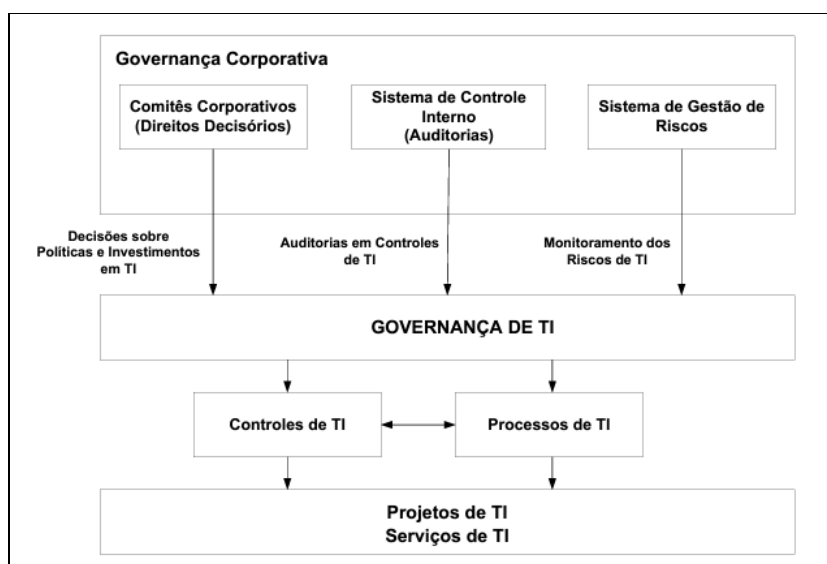 Governança Corporativa
Comitês Corporativos
(Direitos Decisórios)
Sistema de Controle
Interno
(Auditorias)
Sistema de Gestão de
Riscos
Decisões sobre
Políticas e Investimentos
em TI
Auditorias em Controles
de TI
Monitoramento dos
Riscos de TI
GOVERNANÇA DE TI
Controles de TI
Processos de TI
Projetos de TI
Serviços de TI